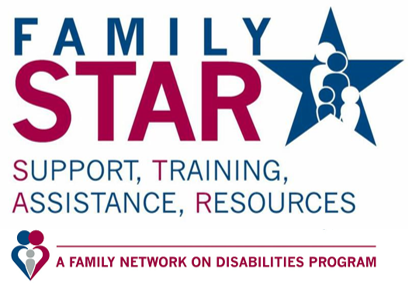 FAMILY
STAR
SUPPORT, TRAINING,
ASSISTANCE, RESOURCES
A FAMILY NETWORK ON DISABILITIES PROGRAM